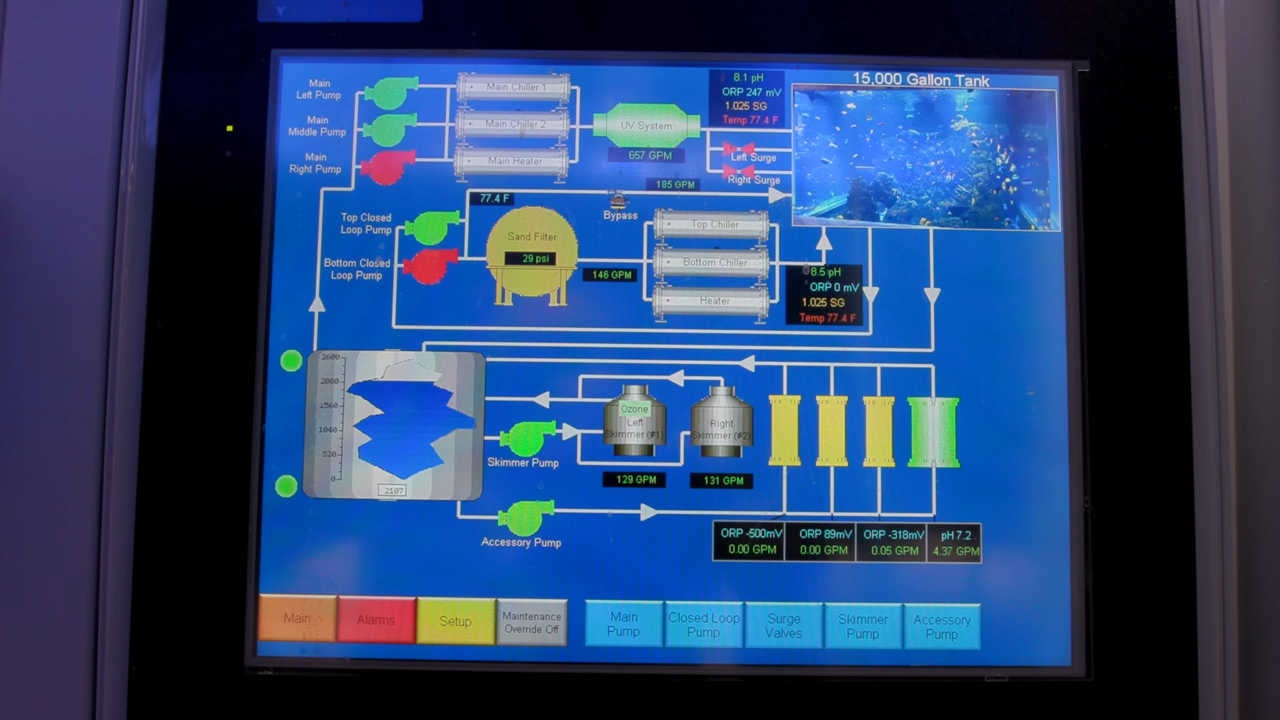 15,000 Gallon Tank
Main
Left Pump
Main
Middle Pump
Main
Right Pump
Main Chiller 1
Main Chiller 2
Main Heater
UV System
657 GPM
8.1 pH
ORP 247 mV
1.025 SG
Temp 77.4 F
Left Surge
Right Surge
185 GPM
77.4 F
Bypass
Top Closed
Loop Pump
Bottom Closed
Loop Pump
Sand Filter
29 psi
146 GPM
Top Chiller
Bottom Chiller
Heater
8.5 pH
ORP 0 mV
1.025 SG
Temp 77.4 F
2600
2080
1560
1040
520
0
2107
Skimmer Pump
Ozone
Left
Skimmer (#1)
Right
Skimmer (#2)
129 GPM
131 GPM
Accessory Pump
ORP -500mV
0.00 GPM
ORP 89mV
0.00 GPM
ORP -318mV
0.05 GPM
pH 7.2
4.37 GPM
Main
Alarms
Setup
Maintenance
Override Off
Main
Pump
Closed Loop
Pump
Surge
Valves
Skimmer
Pump
Accessory
Pump